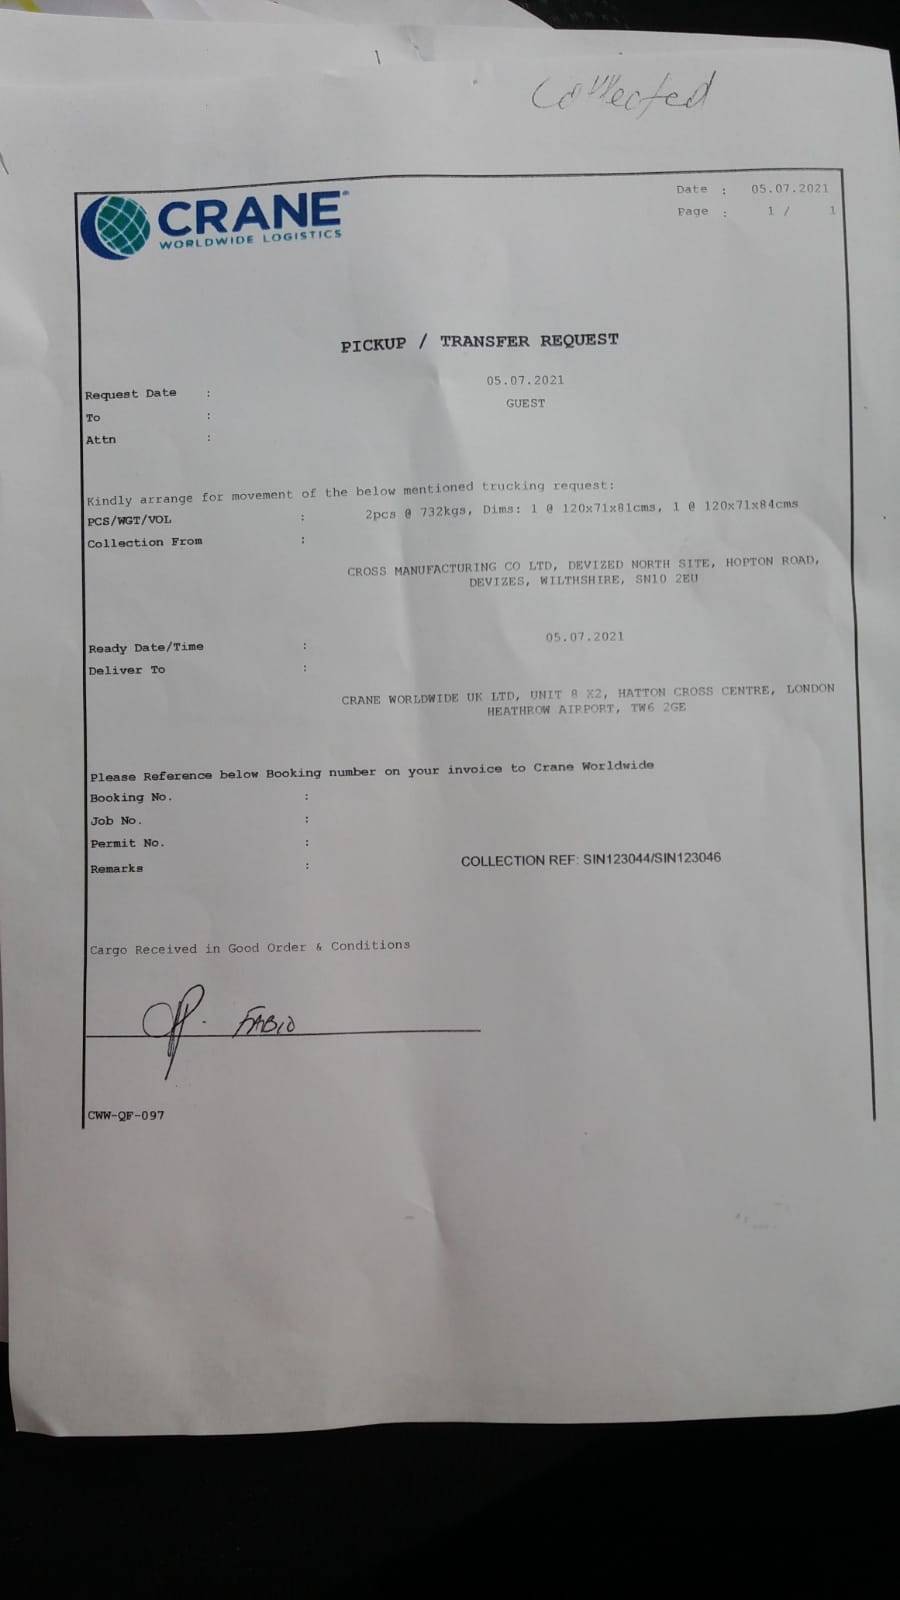 Collected
CRANE
WORLDWIDE LOGISTICS
Date : 05.07.2021
Page : 1 / 1
PICKUP / TRANSFER REQUEST
Request Date : 05.07.2021
To : GUEST
Attn :
Kindly arrange for movement of the below mentioned trucking request:
PCS/WGT/VOL : 2pcs @ 732kgs, Dims: 1 @ 120x71x81cms, 1 @ 120x71x84cms
Collection From :
CROSS MANUFACTURING CO LTD, DEVIZED NORTH SITE, HOPTON ROAD,
DEVIZES, WILTHSHIRE, SN10 2EU
Ready Date/Time : 05.07.2021
Deliver To :
CRANE WORLDWIDE UK LTD, UNIT 8 X2, HATTON CROSS CENTRE, LONDON
HEATHROW AIRPORT, TW6 2GE
Please Reference below Booking number on your invoice to Crane Worldwide
Booking No. :
Job No. :
Permit No. :
Remarks : COLLECTION REF: SIN123044/SIN123046
Cargo Received in Good Order & Conditions
FABIO
CWW-QF-097